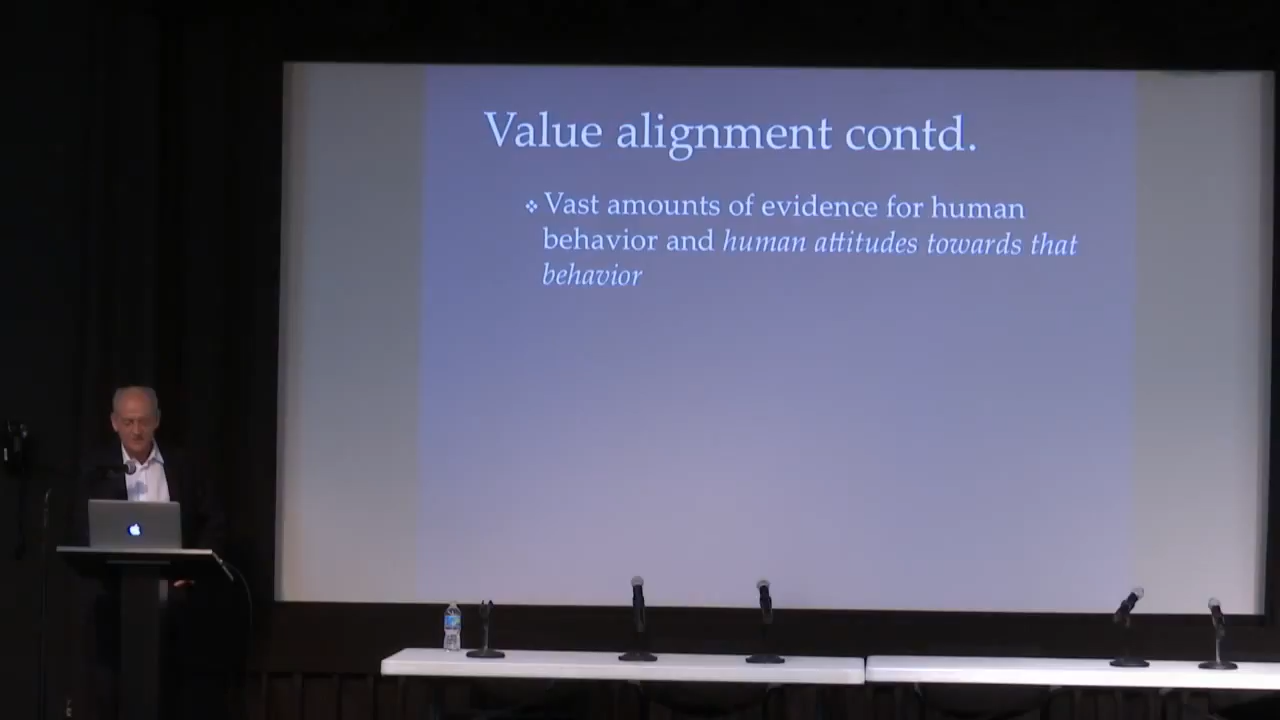 Value alignment contd.
❖ Vast amounts of evidence for human
behavior and human attitudes towards that
behavior